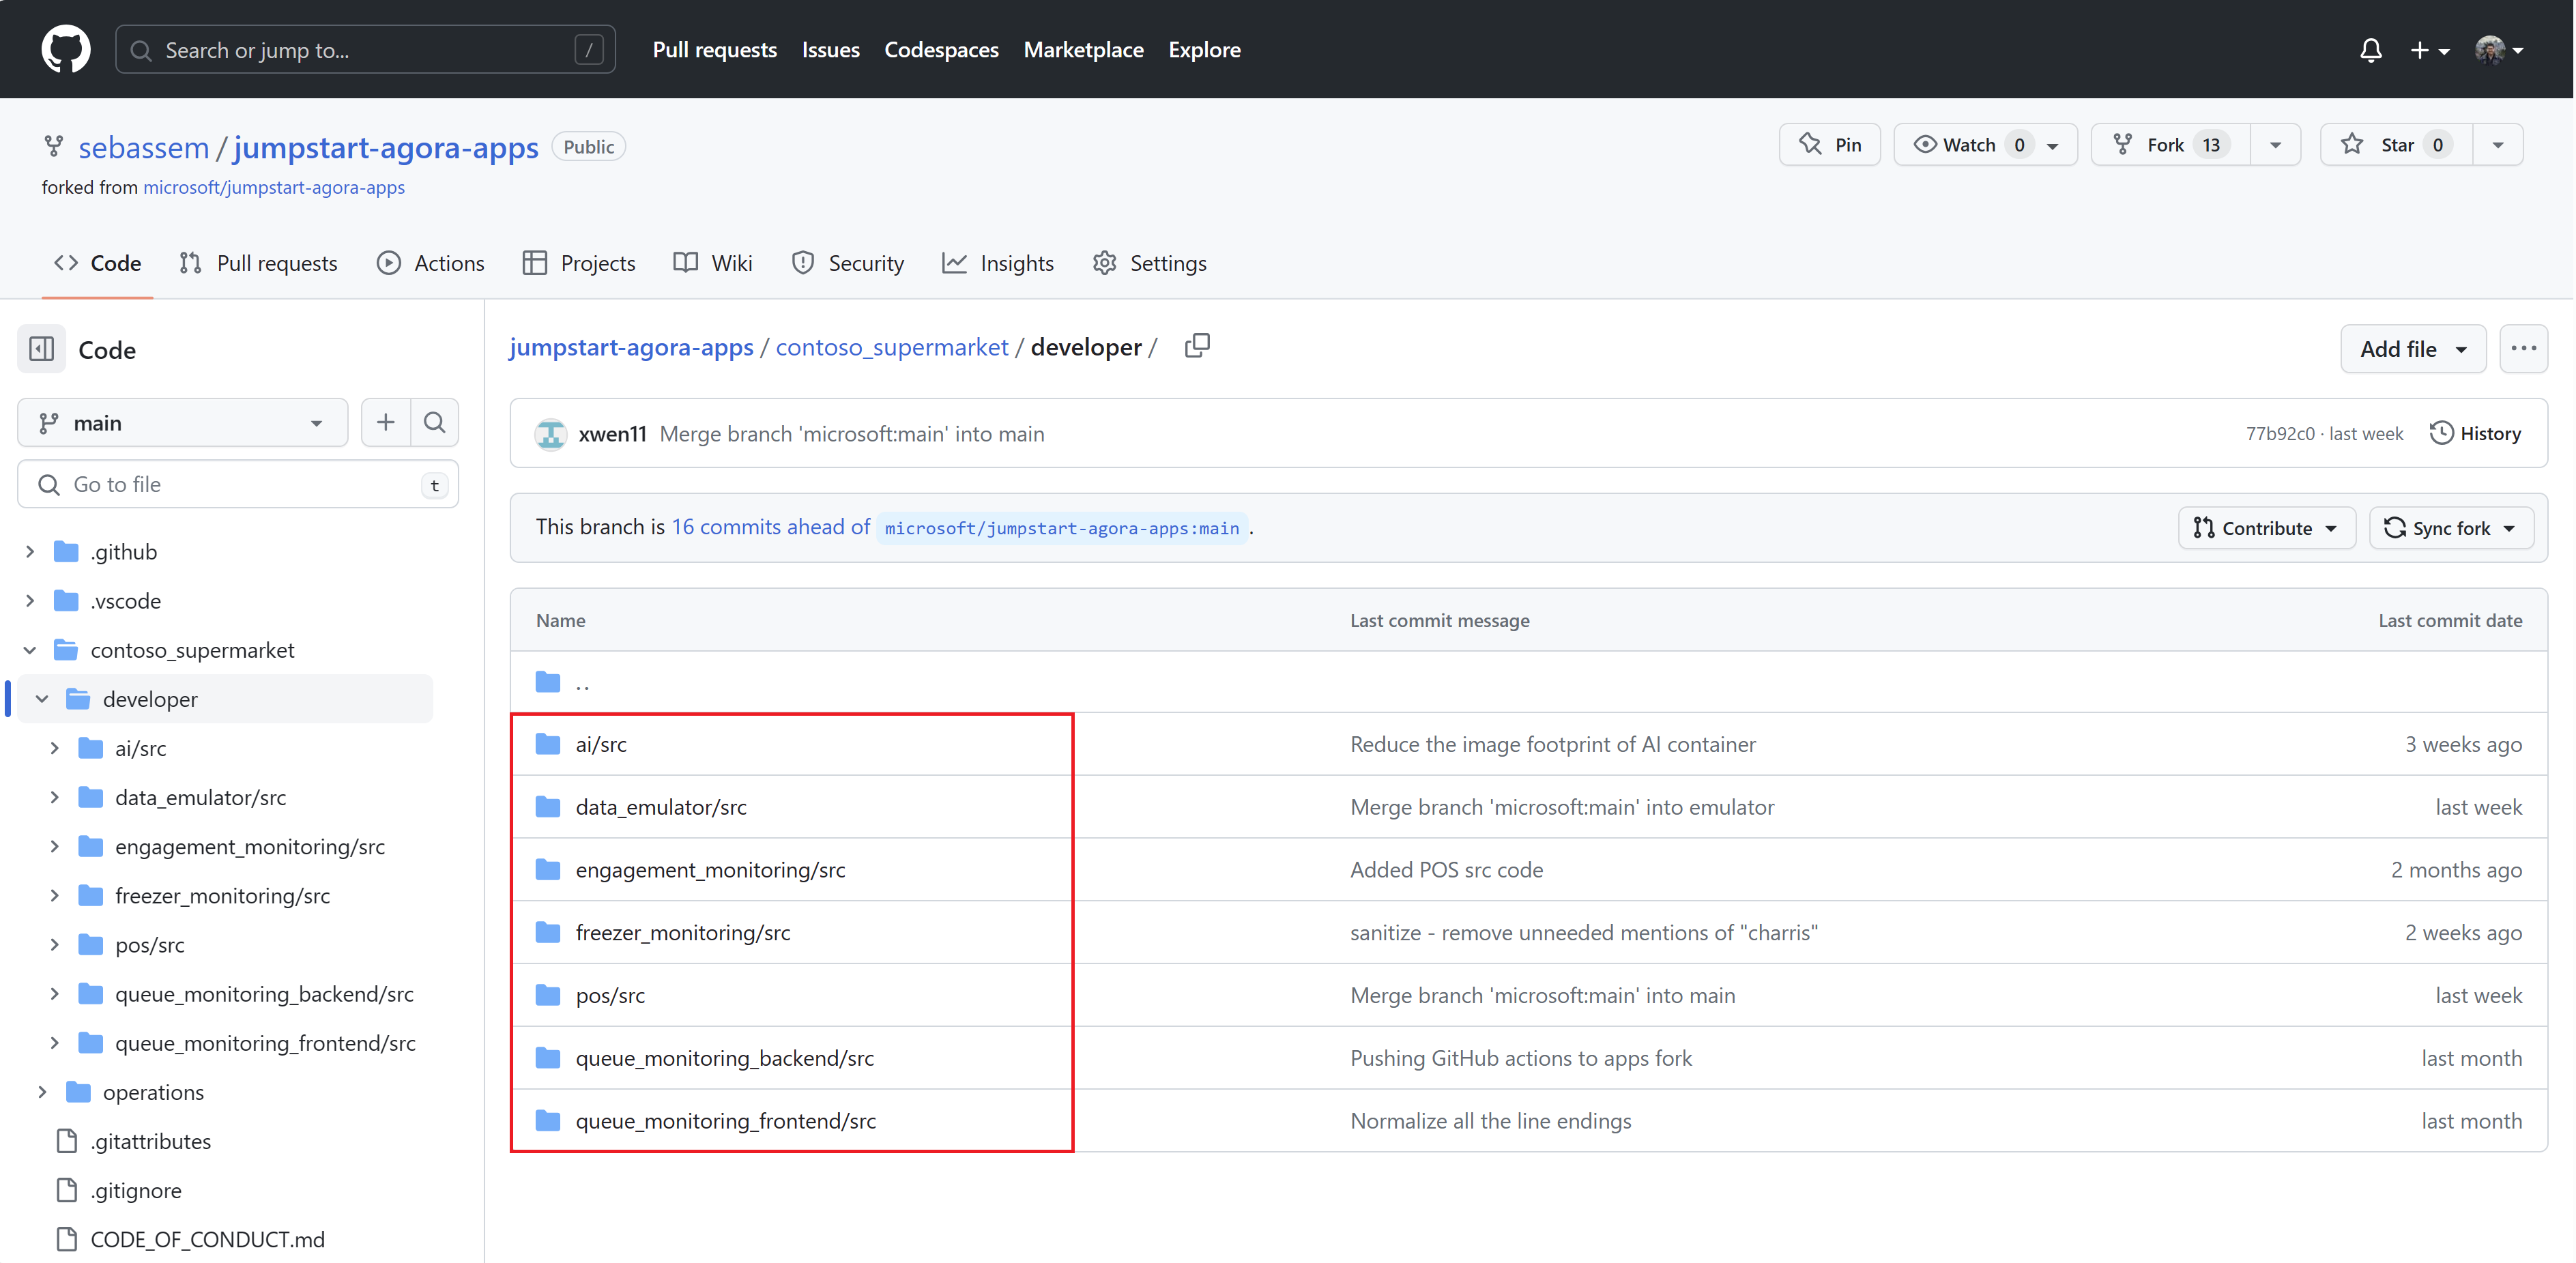 Search or jump to... / Pull requests Issues Codespaces Marketplace Explore
sebassem / jumpstart-agora-apps Public Pin Watch 0 Fork 13 Star 0
forked from microsoft/jumpstart-agora-apps
Code Pull requests Actions Projects Wiki Security Insights Settings
Code
main
Go to file t
.github
.vscode
contoso_supermarket
developer
ai/src
data_emulator/src
engagement_monitoring/src
freezer_monitoring/src
pos/src
queue_monitoring_backend/src
queue_monitoring_frontend/src
operations
.gitattributes
.gitignore
CODE_OF_CONDUCT.md
jumpstart-agora-apps / contoso_supermarket / developer / Add file
xwen11 Merge branch 'microsoft:main' into main 77b92c0 · last week History
This branch is 16 commits ahead of microsoft/jumpstart-agora-apps:main . Contribute Sync fork
Name Last commit message Last commit date
..
ai/src Reduce the image footprint of AI container 3 weeks ago
data_emulator/src Merge branch 'microsoft:main' into emulator last week
engagement_monitoring/src Added POS src code 2 months ago
freezer_monitoring/src sanitize - remove unneeded mentions of "charris" 2 weeks ago
pos/src Merge branch 'microsoft:main' into main last week
queue_monitoring_backend/src Pushing GitHub actions to apps fork last month
queue_monitoring_frontend/src Normalize all the line endings last month